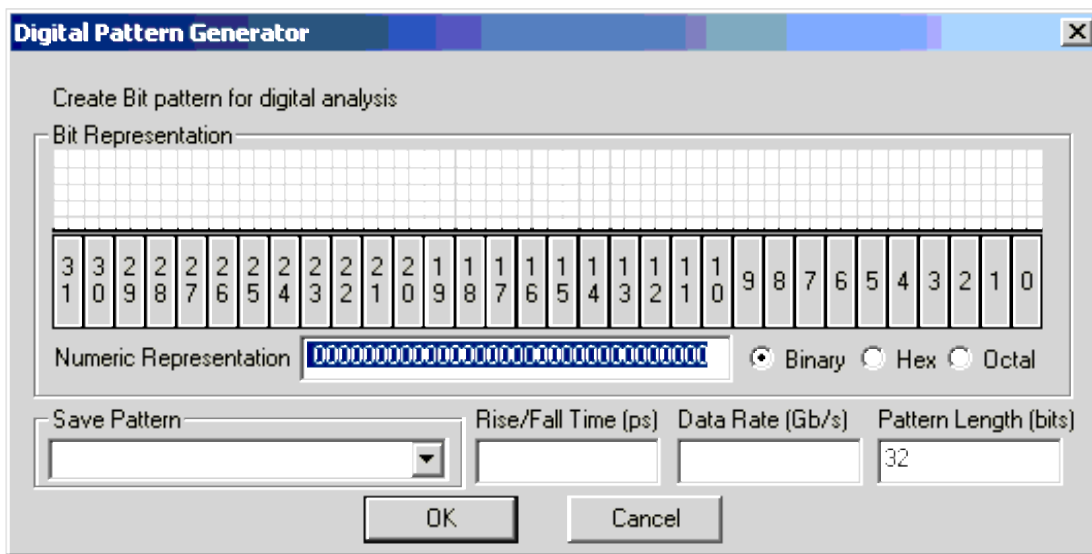 Digital Pattern Generator
Create Bit pattern for digital analysis
Bit Representation
31 30 29 28 27 26 25 24 23 22 21 20 19 18 17 16 15 14 13 12 11 10 9 8 7 6 5 4 3 2 1 0
Numeric Representation 00000000000000000000000000000000 Binary Hex Octal
Save Pattern Rise/Fall Time (ps) Data Rate (Gb/s) Pattern Length (bits)
32
OK Cancel